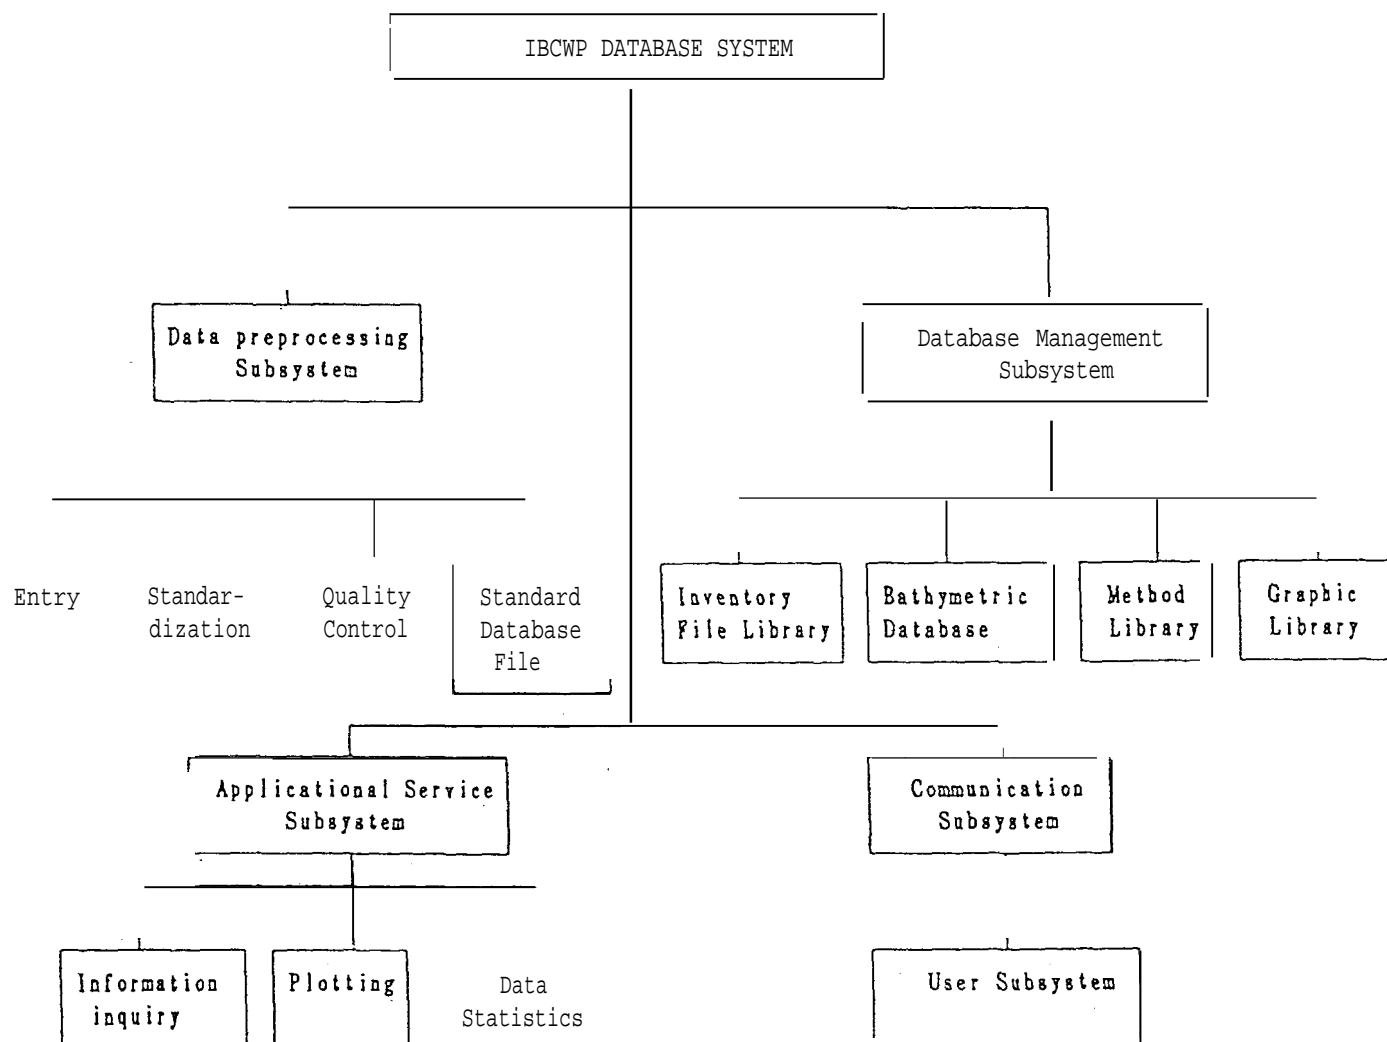 IBCWP DATABASE SYSTEM
Data preprocessing
Subsystem
Database Management
Subsystem
Entry
Standar-
dization
Quality
Control
Standard
Database
File
Inventory
File Library
Bathymetric
Database
Method
Library
Graphic
Library
Applicational Service
Subsystem
Communication
Subsystem
Information
inquiry
Plotting
Data
Statistics
User Subsystem